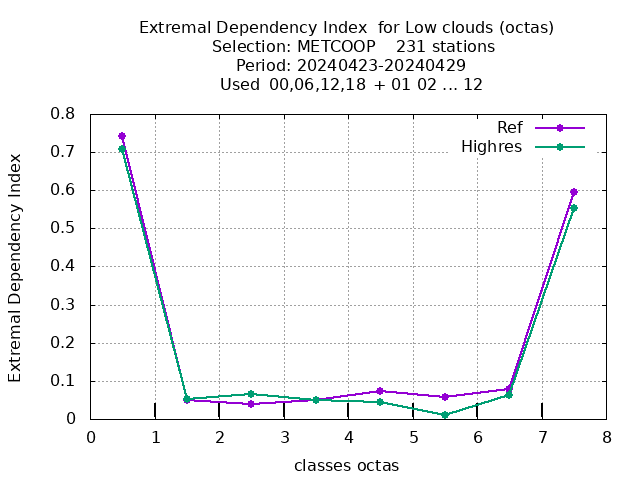 Extremal Dependency Index  for Low clouds (octas)
Selection: METCOOP    231 stations
Period: 20240423-20240429
Used  00,06,12,18  + 01 02 ... 12
Ref
Highres
Extremal Dependency Index
0.8
0.7
0.6
0.5
0.4
0.3
0.2
0.1
0
0 1 2 3 4 5 6 7 8
classes octas